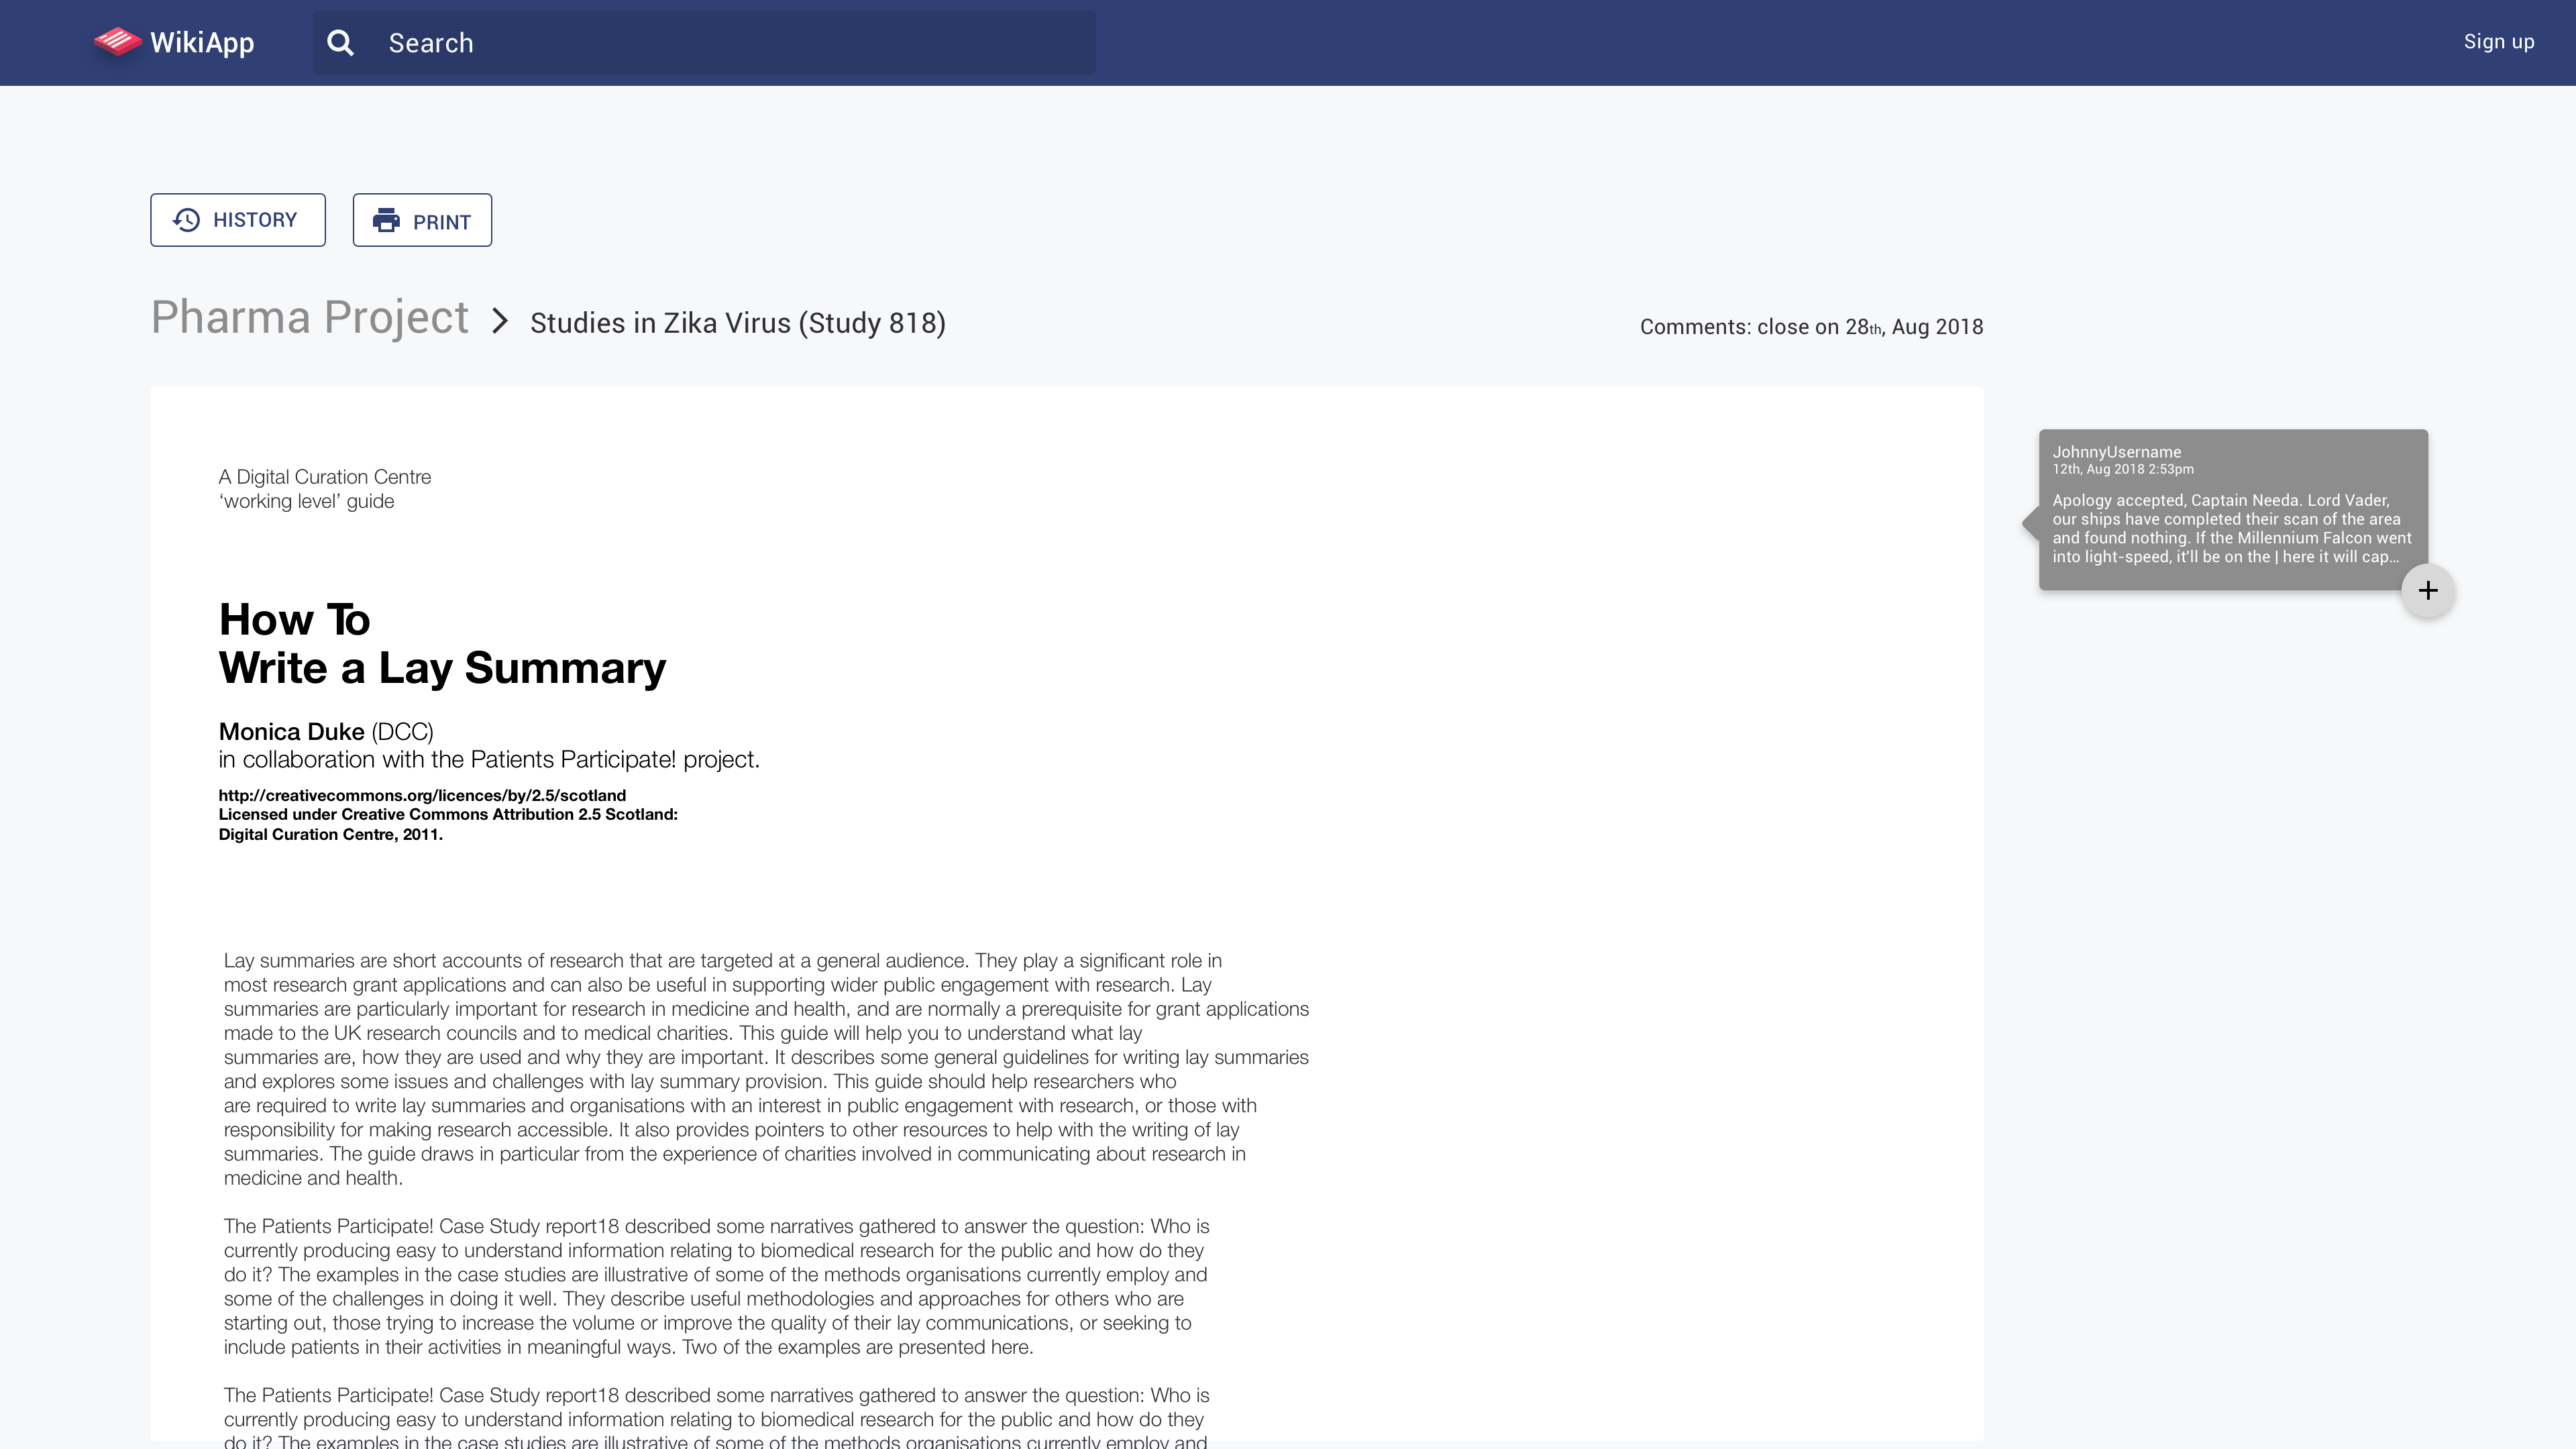 WikiApp
Search
Sign up
HISTORY
PRINT
Pharma Project > Studies in Zika Virus (Study 818)
Comments: close on 28th, Aug 2018
A Digital Curation Centre
‘working level’ guide
How To
Write a Lay Summary
Monica Duke (DCC)
in collaboration with the Patients Participate! project.
http://creativecommons.org/licences/by/2.5/scotland
Licensed under Creative Commons Attribution 2.5 Scotland:
Digital Curation Centre, 2011.
JohnnyUsername
12th, Aug 2018 2:53pm
Apology accepted, Captain Needa. Lord Vader,
our ships have completed their scan of the area
and found nothing. If the Millennium Falcon went
into light-speed, it'll be on the | here it will cap...
+
Lay summaries are short accounts of research that are targeted at a general audience. They play a significant role in
most research grant applications and can also be useful in supporting wider public engagement with research. Lay
summaries are particularly important for research in medicine and health, and are normally a prerequisite for grant applications
made to the UK research councils and to medical charities. This guide will help you to understand what lay
summaries are, how they are used and why they are important. It describes some general guidelines for writing lay summaries
and explores some issues and challenges with lay summary provision. This guide should help researchers who
are required to write lay summaries and organisations with an interest in public engagement with research, or those with
responsibility for making research accessible. It also provides pointers to other resources to help with the writing of lay
summaries. The guide draws in particular from the experience of charities involved in communicating about research in
medicine and health.
The Patients Participate! Case Study report18 described some narratives gathered to answer the question: Who is
currently producing easy to understand information relating to biomedical research for the public and how do they
do it? The examples in the case studies are illustrative of some of the methods organisations currently employ and
some of the challenges in doing it well. They describe useful methodologies and approaches for others who are
starting out, those trying to increase the volume or improve the quality of their lay communications, or seeking to
include patients in their activities in meaningful ways. Two of the examples are presented here.
The Patients Participate! Case Study report18 described some narratives gathered to answer the question: Who is
currently producing easy to understand information relating to biomedical research for the public and how do they
do it? The examples in the case studies are illustrative of some of the methods organisations currently employ and